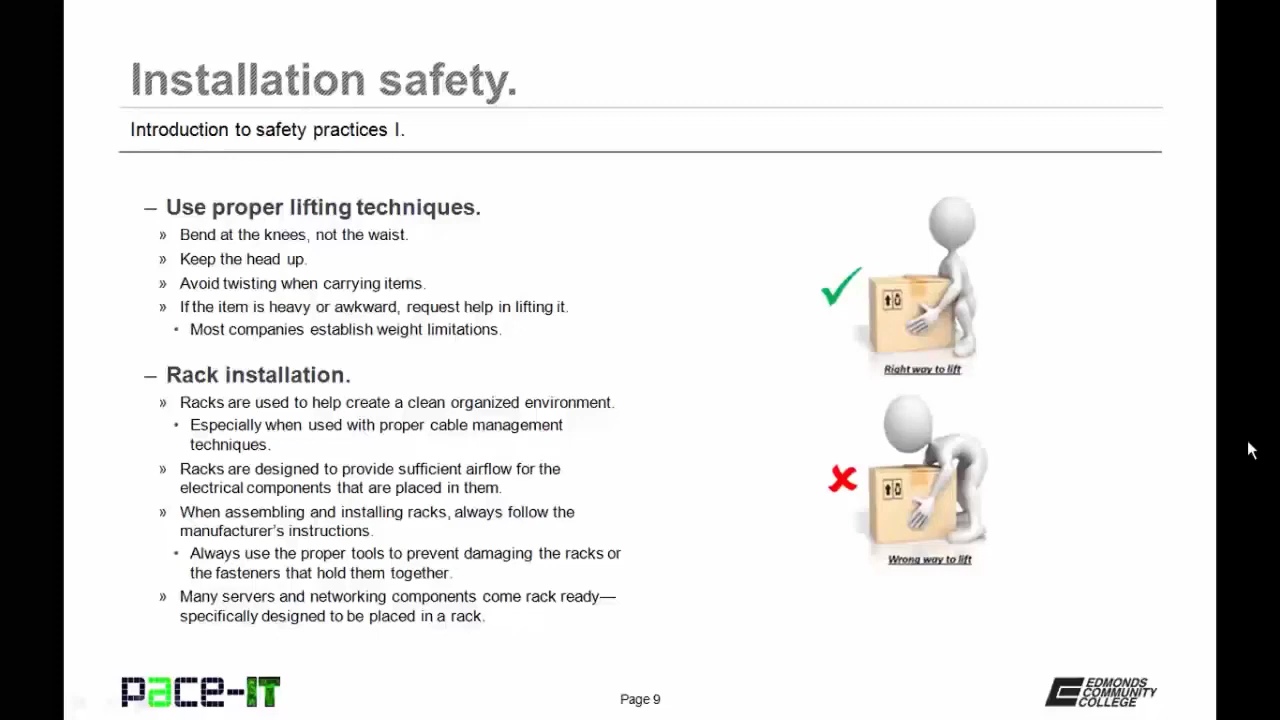 Installation safety.
Introduction to safety practices I.
– Use proper lifting techniques.
» Bend at the knees, not the waist.
» Keep the head up.
» Avoid twisting when carrying items.
» If the item is heavy or awkward, request help in lifting it.
• Most companies establish weight limitations.
– Rack installation.
» Racks are used to help create a clean organized environment.
• Especially when used with proper cable management
techniques.
» Racks are designed to provide sufficient airflow for the
electrical components that are placed in them.
» When assembling and installing racks, always follow the
manufacturer's instructions.
• Always use the proper tools to prevent damaging the racks or
the fasteners that hold them together.
» Many servers and networking components come rack ready—
specifically designed to be placed in a rack.
Right way to lift
Wrong way to lift
pace-IT
Page 9
EDMONDS
COMMUNITY
COLLEGE